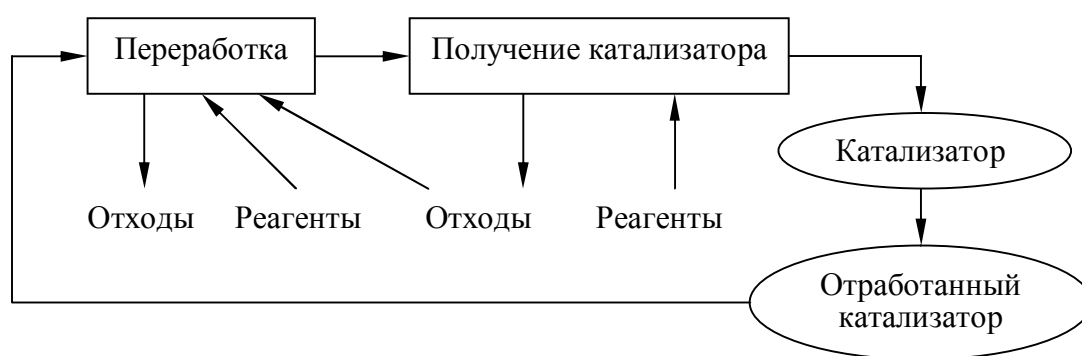 Переработка
Получение катализатора
Катализатор
Отходы
Реагенты
Отходы
Реагенты
Отработанный
катализатор